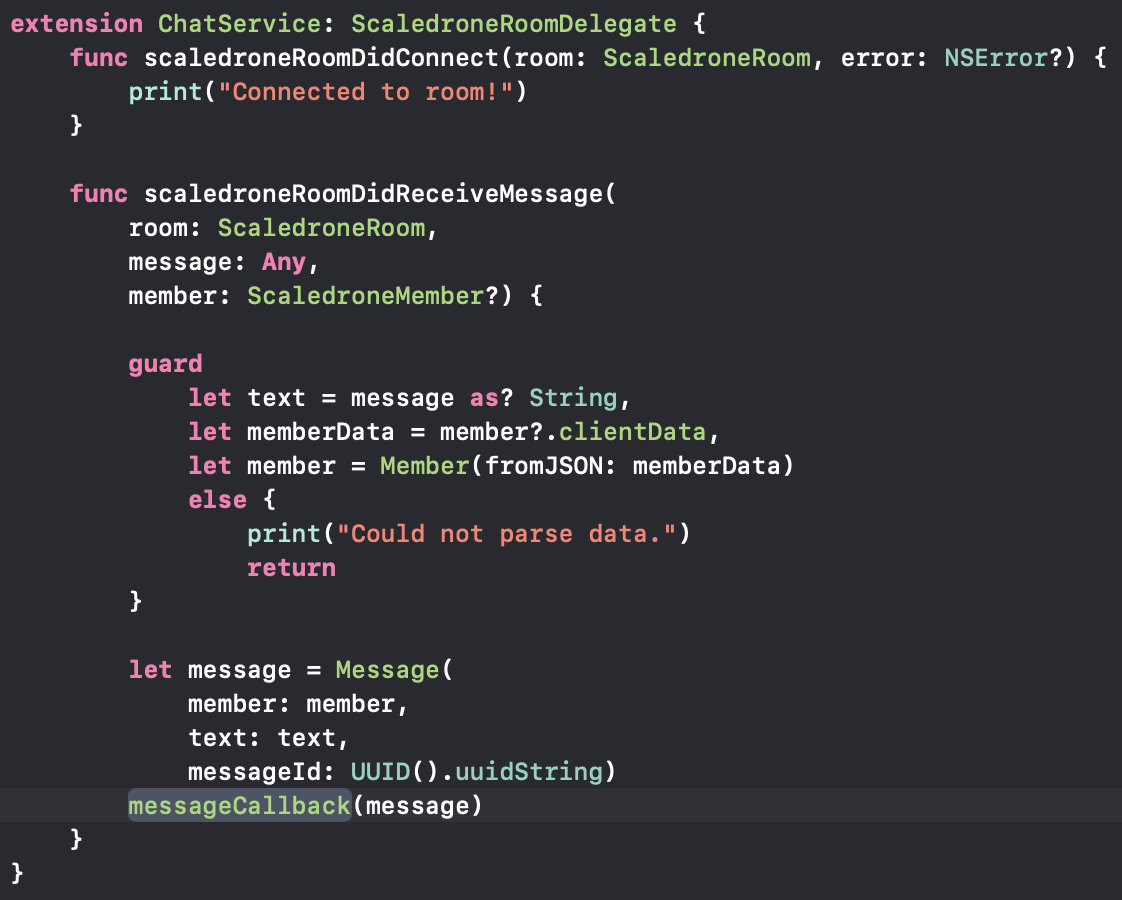 extension ChatService: ScaledroneRoomDelegate {
    func scaledroneRoomDidConnect(room: ScaledroneRoom, error: NSError?) {
        print("Connected to room!")
    }

    func scaledroneRoomDidReceiveMessage(
        room: ScaledroneRoom,
        message: Any,
        member: ScaledroneMember?) {

        guard
            let text = message as? String,
            let memberData = member?.clientData,
            let member = Member(fromJSON: memberData)
            else {
                print("Could not parse data.")
                return
        }

        let message = Message(
            member: member,
            text: text,
            messageId: UUID().uuidString)
        messageCallback(message)
    }
}